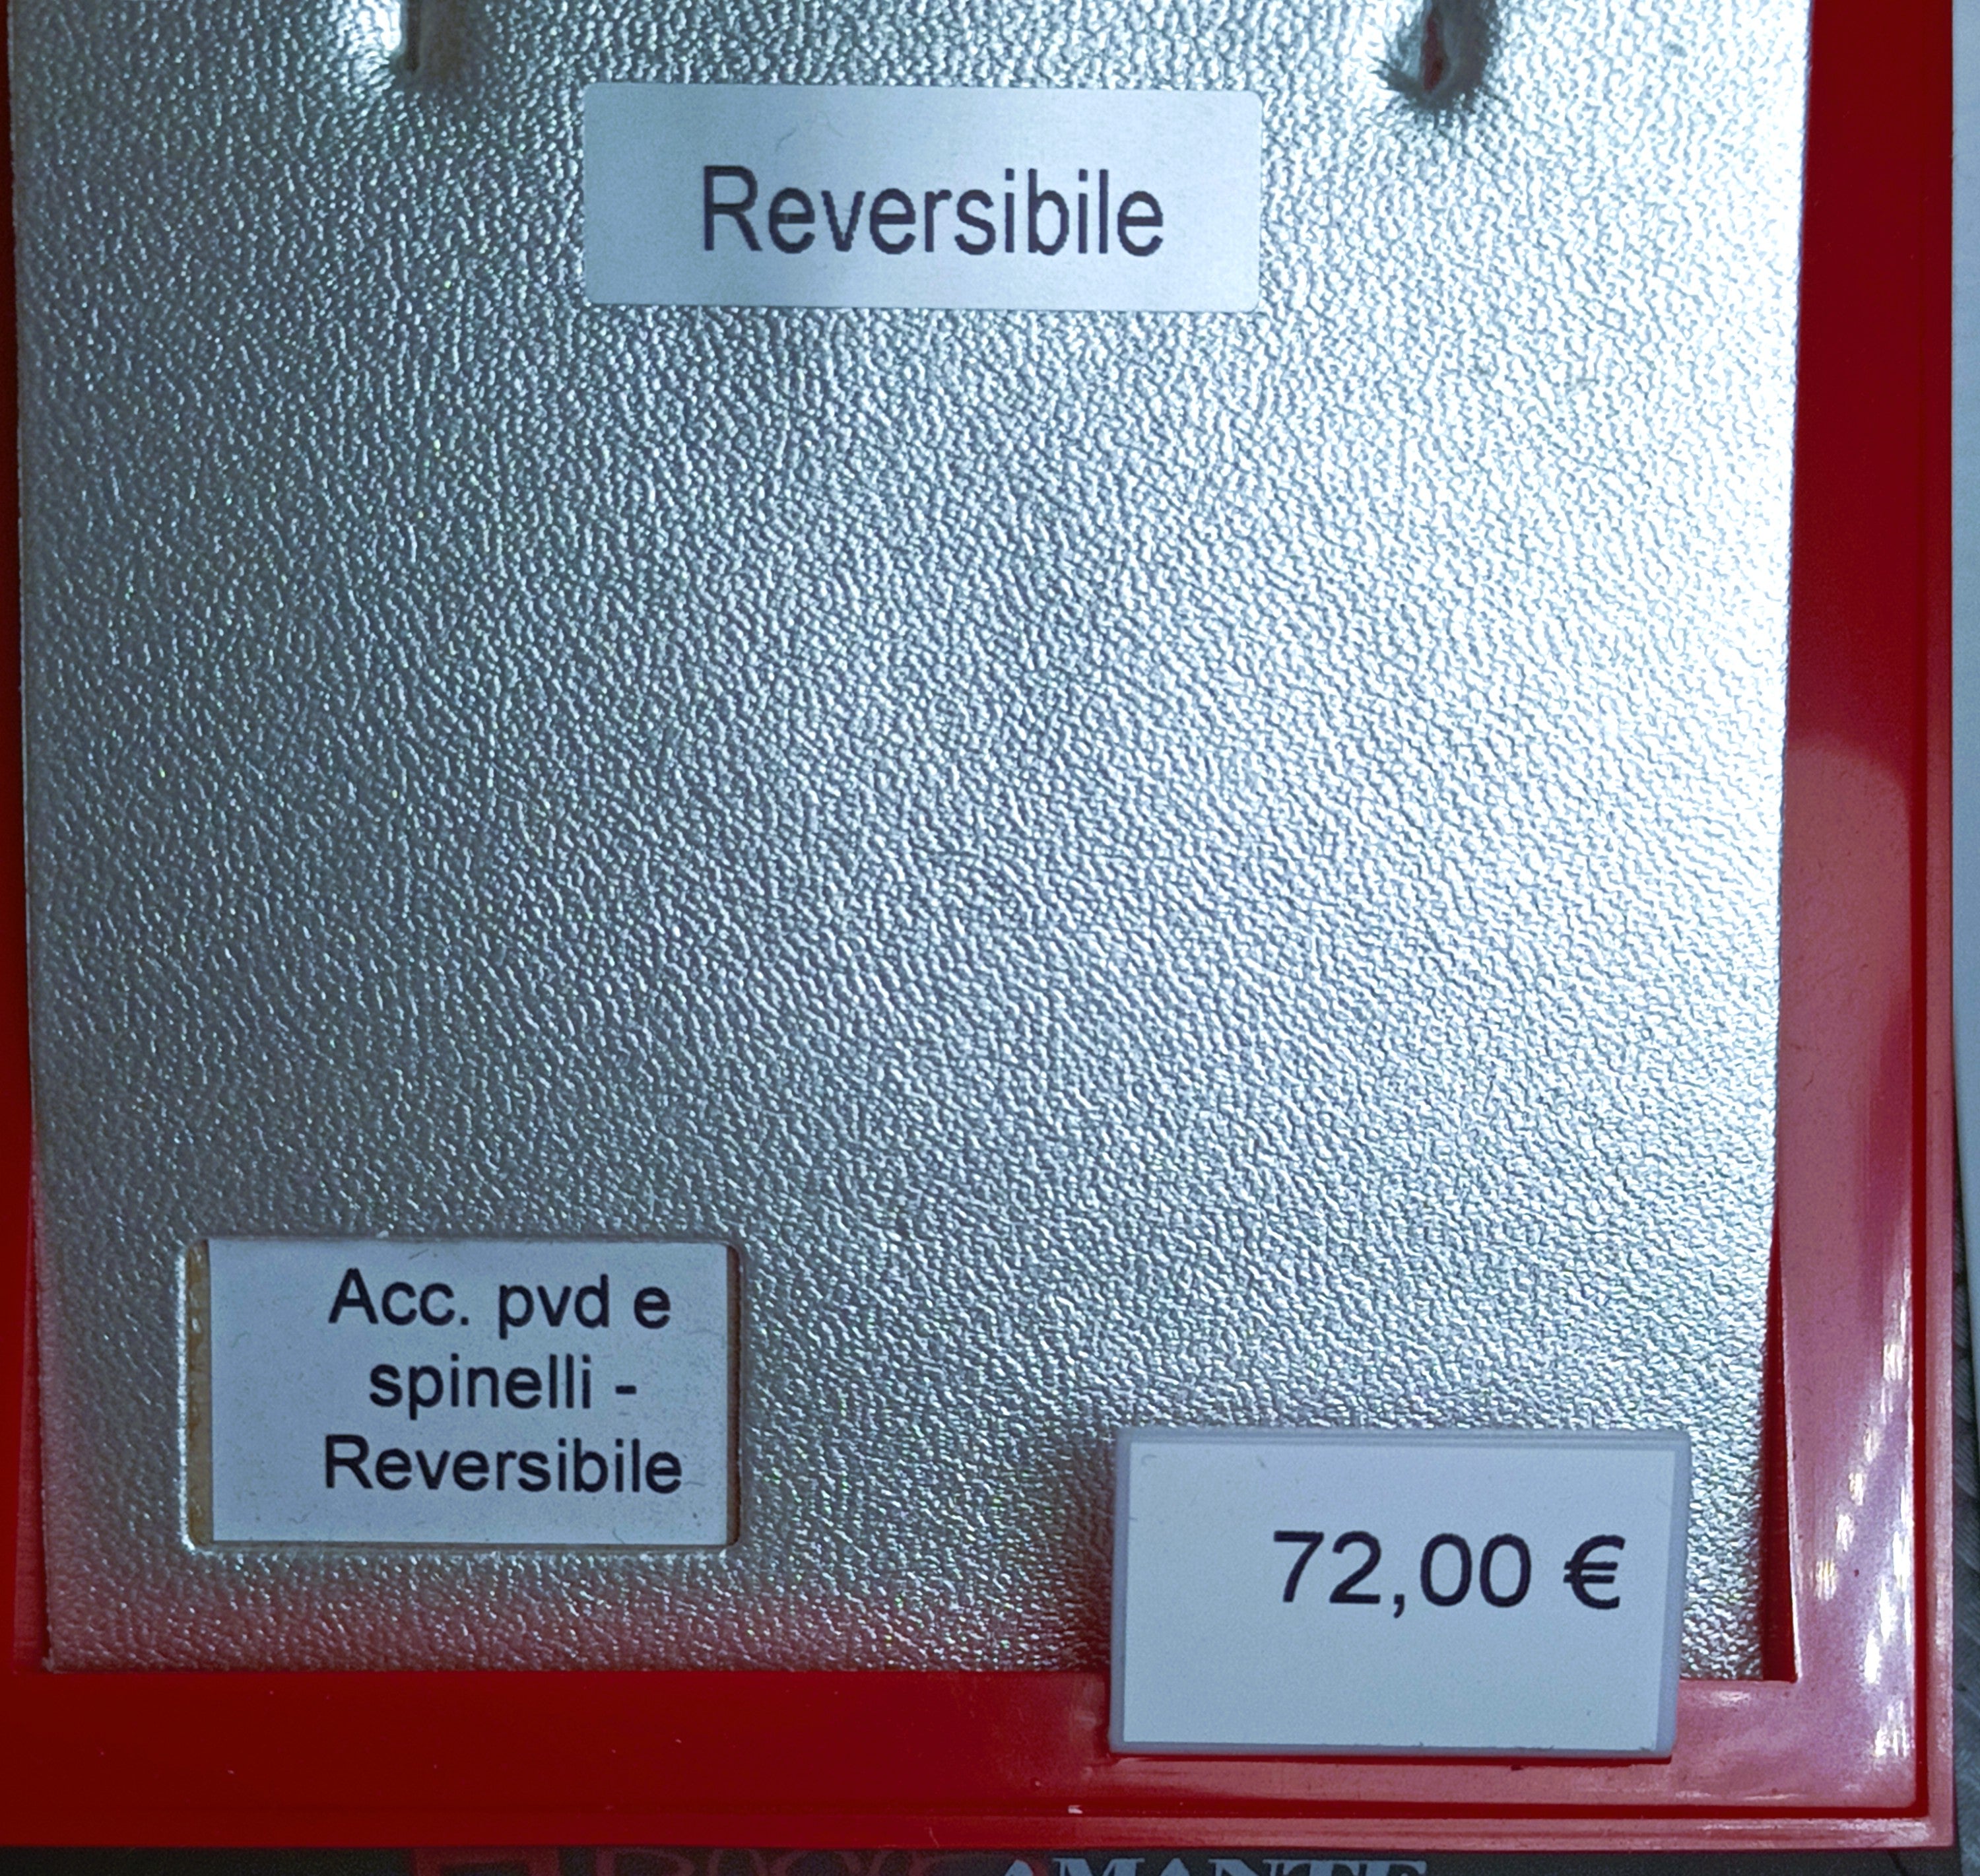 Reversibile
Acc. pvd e
spinelli -
Reversibile
72,00 €